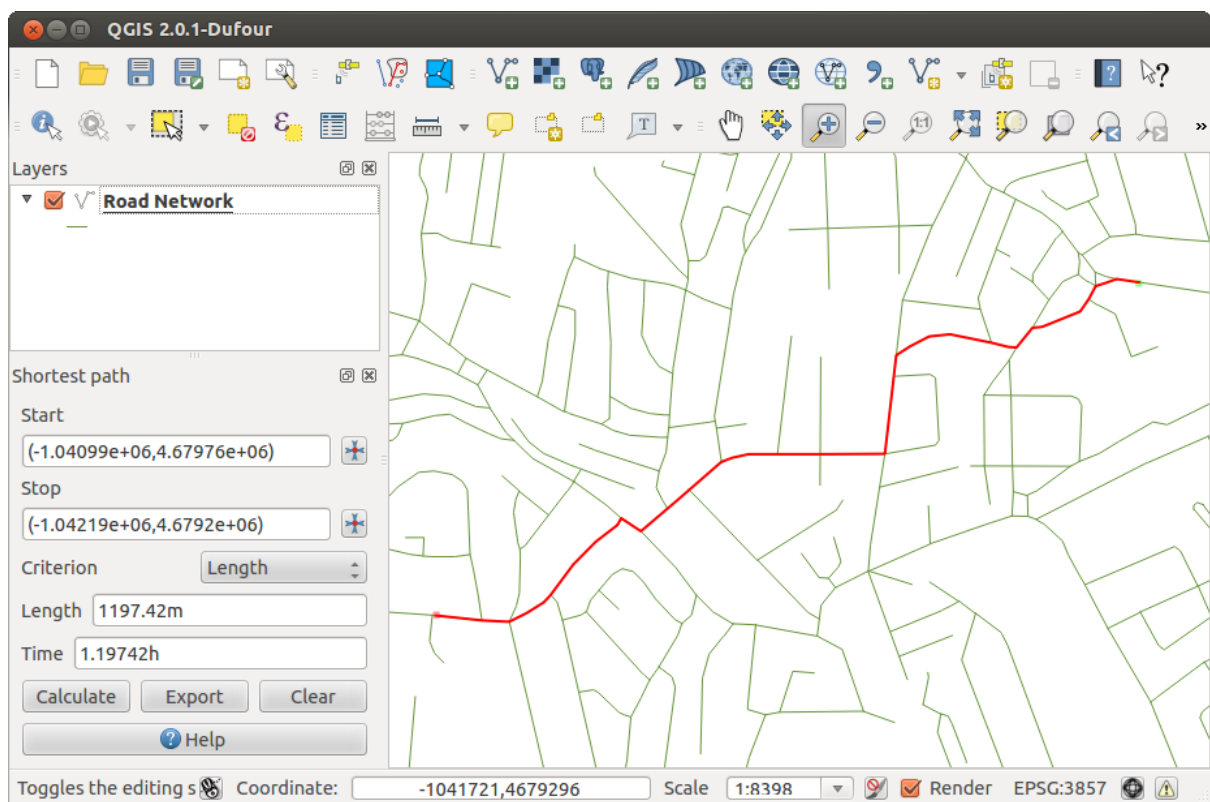 QGIS 2.0.1-Dufour
Layers
Road Network
Shortest path
Start
(-1.04099e+06,4.67976e+06)
Stop
(-1.04219e+06,4.6792e+06)
Criterion Length
Length 1197.42m
Time 1.19742h
Calculate Export Clear
Help
Toggles the editing s Coordinate: -1041721,4679296 Scale 1:8398 Render EPSG:3857